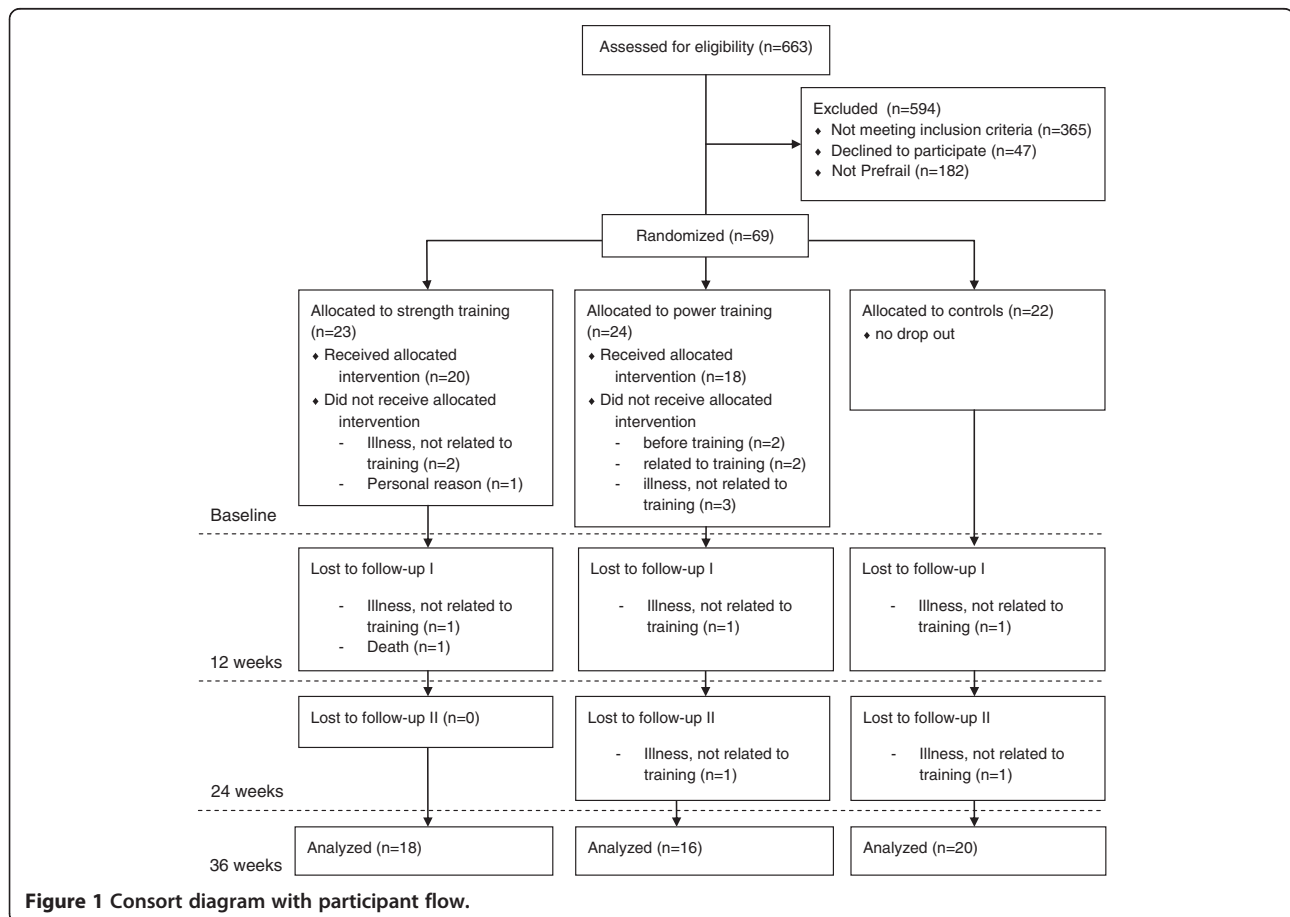 Assessed for eligibility (n=663)
Excluded (n=594)
♦ Not meeting inclusion criteria (n=365)
♦ Declined to participate (n=47)
♦ Not Prefrail (n=182)
Randomized (n=69)
Allocated to strength training
(n=23)
♦ Received allocated
intervention (n=20)
♦ Did not receive allocated
intervention
- Illness, not related to
training (n=2)
- Personal reason (n=1)
Allocated to power training
(n=24)
♦ Received allocated
intervention (n=18)
♦ Did not receive allocated
intervention
- before training (n=2)
- related to training (n=2)
- illness, not related to
training (n=3)
Allocated to controls (n=22)
♦ no drop out
Baseline
Lost to follow-up I
- Illness, not related to
training (n=1)
- Death (n=1)
Lost to follow-up I
- Illness, not related to
training (n=1)
Lost to follow-up I
- Illness, not related to
training (n=1)
12 weeks
Lost to follow-up II (n=0)
Lost to follow-up II
- Illness, not related to
training (n=1)
Lost to follow-up II
- Illness, not related to
training (n=1)
24 weeks
Analyzed (n=18)
Analyzed (n=16)
Analyzed (n=20)
36 weeks
Figure 1 Consort diagram with participant flow.